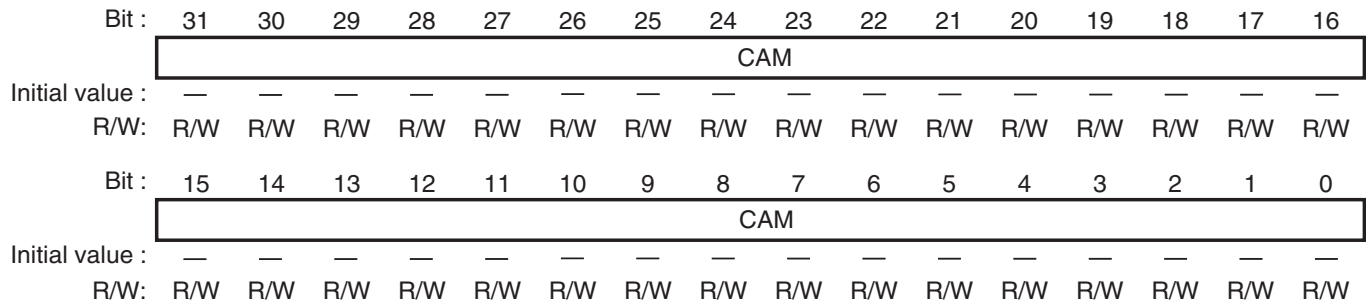 Bit : 31 30 29 28 27 26 25 24 23 22 21 20 19 18 17 16
CAM
Initial value : — — — — — — — — — — — — — — — —
R/W: R/W R/W R/W R/W R/W R/W R/W R/W R/W R/W R/W R/W R/W R/W R/W R/W
Bit : 15 14 13 12 11 10 9 8 7 6 5 4 3 2 1 0
CAM
Initial value : — — — — — — — — — — — — — — — —
R/W: R/W R/W R/W R/W R/W R/W R/W R/W R/W R/W R/W R/W R/W R/W R/W R/W